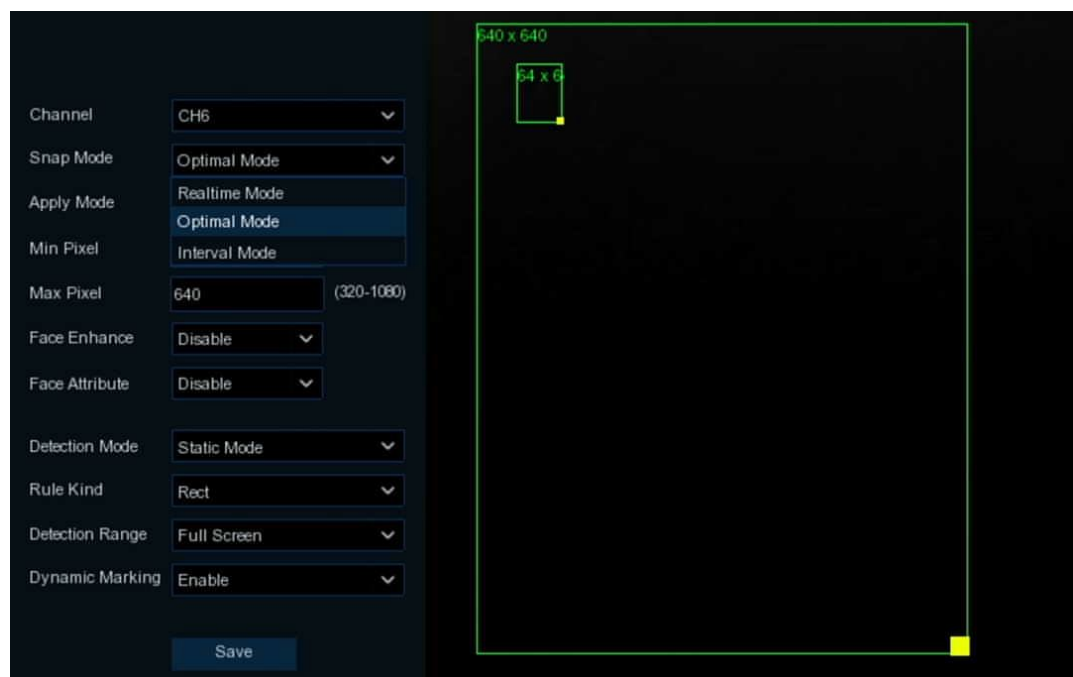 640 x 640
64 x 6
Channel CH6
Snap Mode Optimal Mode
Apply Mode Realtime Mode
Optimal Mode
Min Pixel Interval Mode
Max Pixel 640 (320-1080)
Face Enhance Disable
Face Attribute Disable
Detection Mode Static Mode
Rule Kind Rect
Detection Range Full Screen
Dynamic Marking Enable
Save